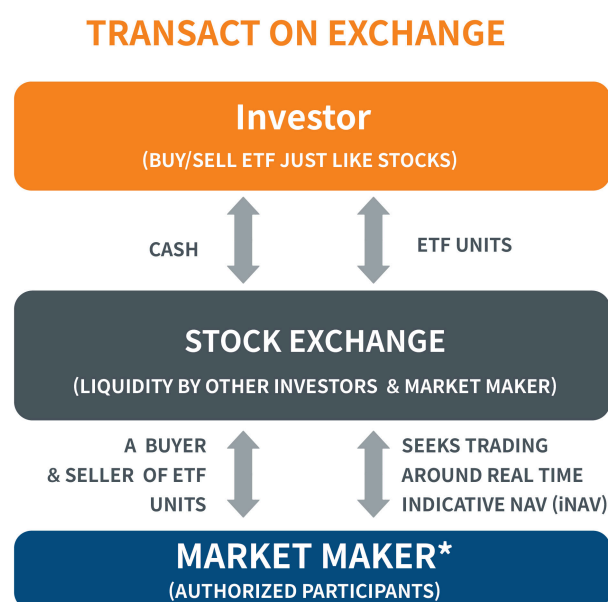 TRANSACT ON EXCHANGE
Investor
(BUY/SELL ETF JUST LIKE STOCKS)
CASH
ETF UNITS
STOCK EXCHANGE
(LIQUIDITY BY OTHER INVESTORS & MARKET MAKER)
A BUYER
& SELLER OF ETF
UNITS
SEEKS TRADING
AROUND REAL TIME
INDICATIVE NAV (iNAV)
MARKET MAKER*
(AUTHORIZED PARTICIPANTS)